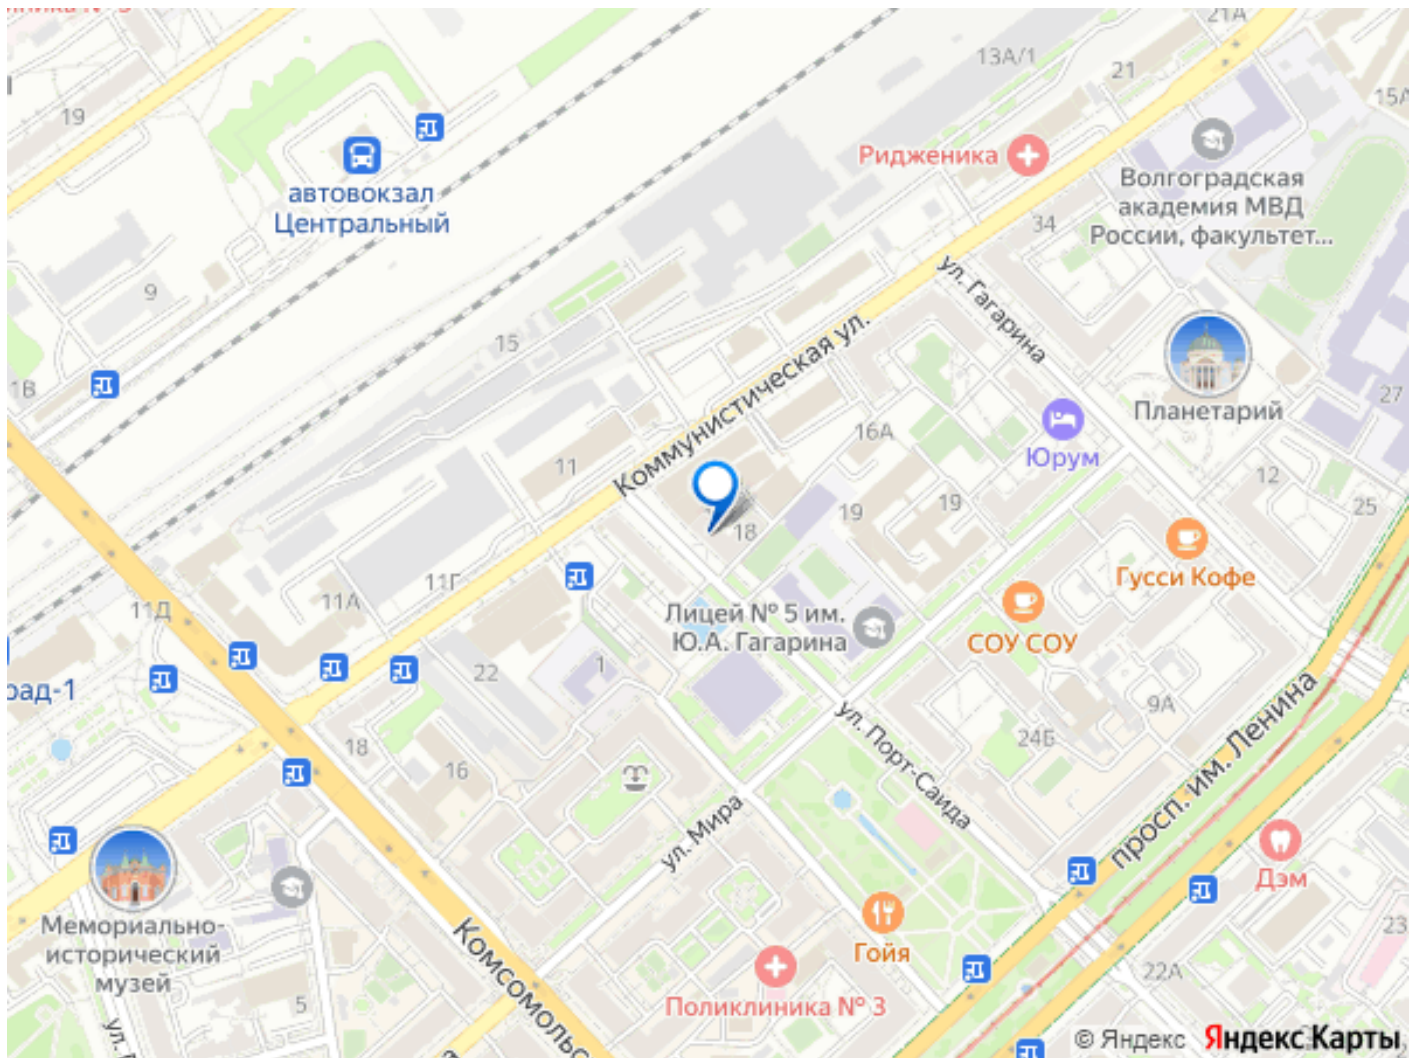 21А
13А/1
21
15А
19
Ридженика
автовокзал
Центральный
Волгоградская
академия МВД
России, факультет...
34
ул. Гагарина
9
15
Коммунистическая ул.
1В
Планетарий
27
16А
Юрум
11
12
19
19
25
18
Гусси Кофе
11Г
11А
11Д
Лицей № 5 им.
Ю.А. Гагарина
СОУ СОУ
1
22
рад-1
9А
24Б
ул. Порт-Саида
просп. им. Ленина
18
16
ул. Мира
Дэм
Мемориально-
исторический
музей
Комсомольс
Гойя
23
22А
Поликлиника № 3
5
© Яндекс Яндекс Карты